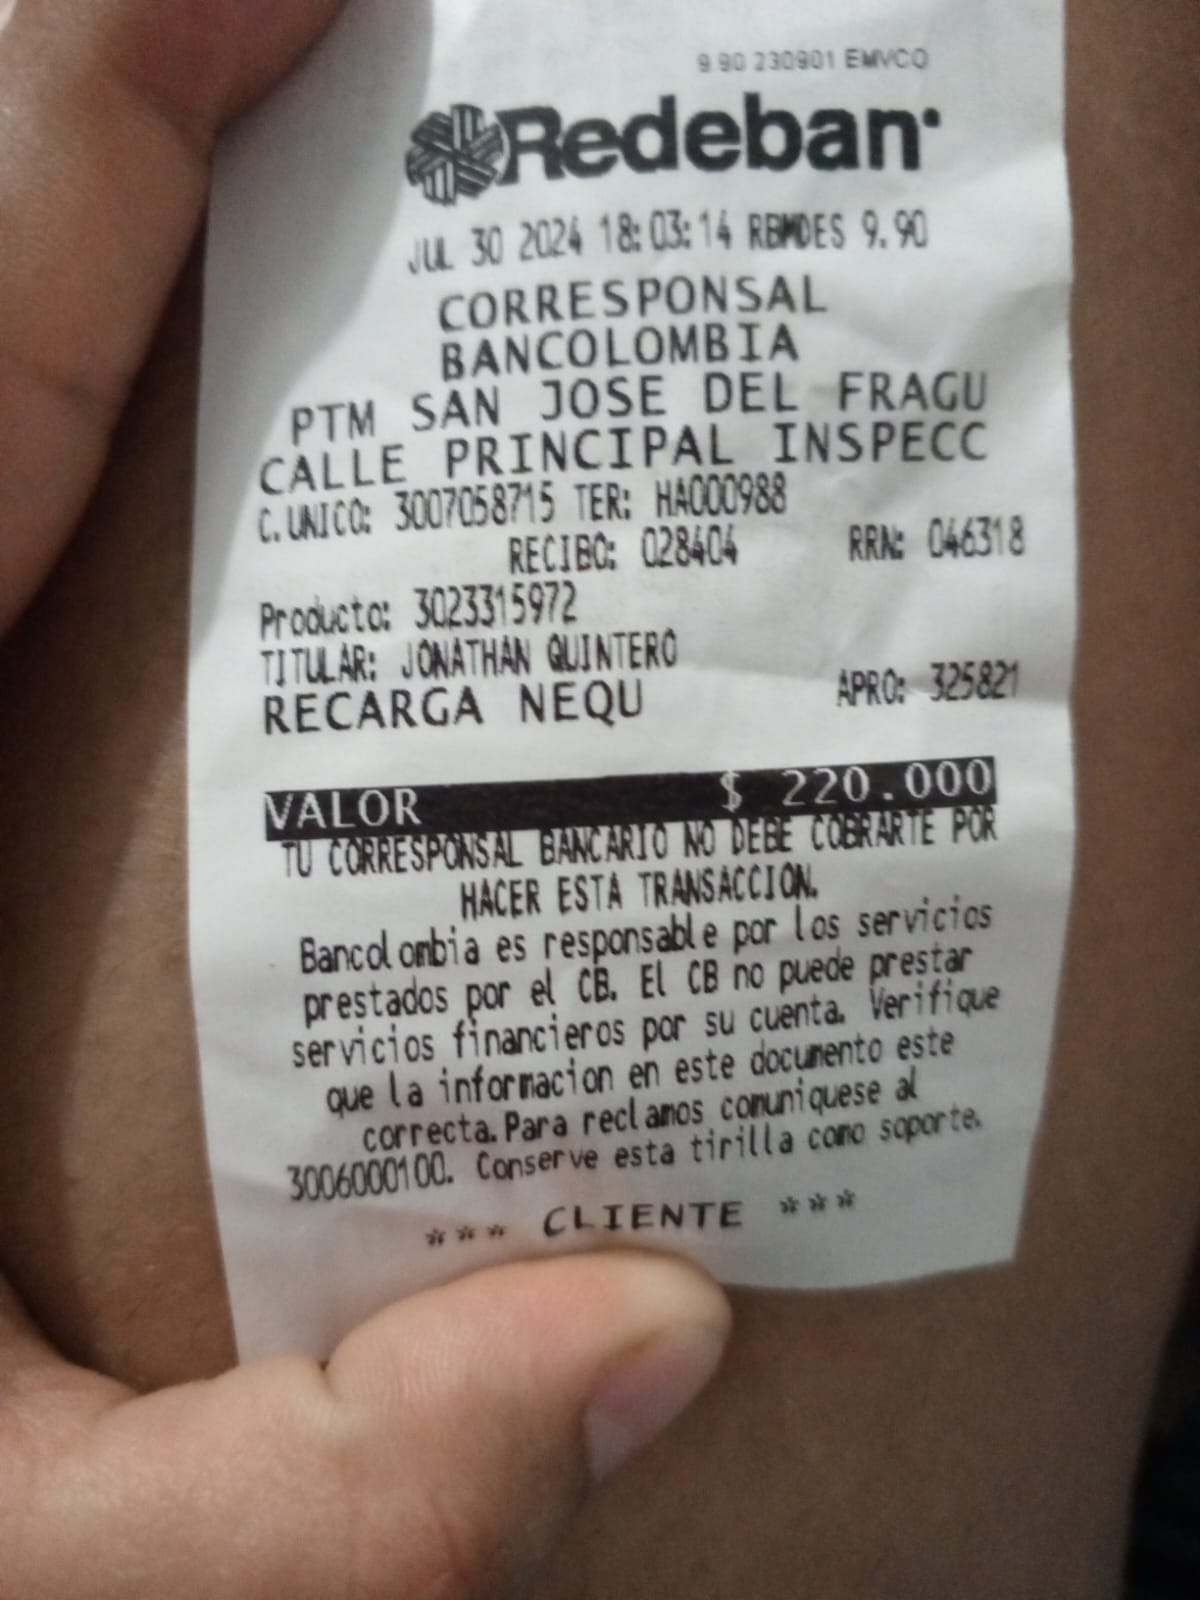 9.90 230901 EMVCO
Redeban
JUL 30 2024 18:03:14 RBMDES 9.90
CORRESPONSAL
BANCOLOMBIA
PTM SAN JOSE DEL FRAGU
CALLE PRINCIPAL INSPECC
C.UNICO: 3007058715 TER: HA000988
RECIBO: 028404 RRN: 046318
Producto: 3023315972
TITULAR: JONATHAN QUINTERO
RECARGA NEQU APRO: 325821
VALOR $ 220.000
TU CORRESPONSAL BANCARIO NO DEBE COBRARTE POR
HACER ESTA TRANSACCION.
Bancolombia es responsable por los servicios
prestados por el CB. El CB no puede prestar
servicios financieros por su cuenta. Verifique
que la informacion en este documento este
correcta.Para reclamos comuniquese al
3006000100. Conserve esta tirilla como soporte.
*** CLIENTE ***